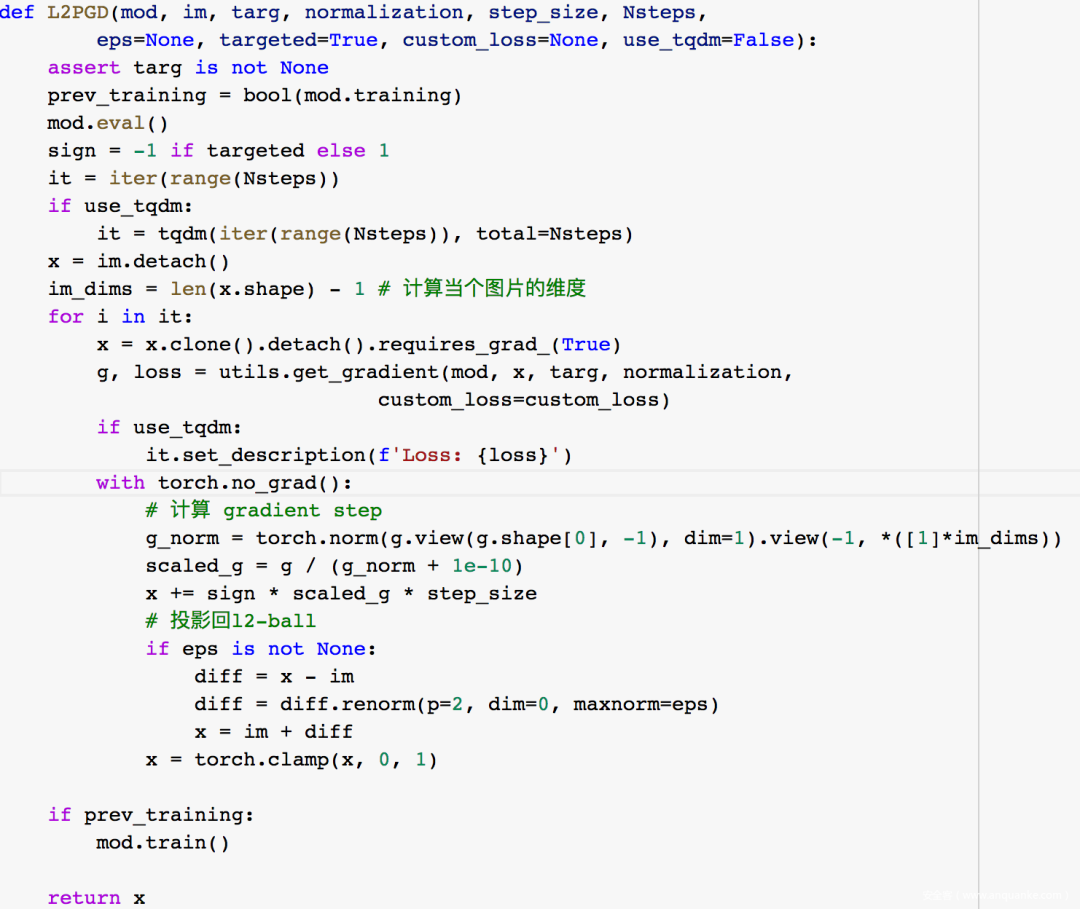 def L2PGD(mod, im, targ, normalization, step_size, Nsteps,
        eps=None, targeted=True, custom_loss=None, use_tqdm=False):
    assert targ is not None
    prev_training = bool(mod.training)
    mod.eval()
    sign = -1 if targeted else 1
    it = iter(range(Nsteps))
    if use_tqdm:
        it = tqdm(iter(range(Nsteps)), total=Nsteps)
    x = im.detach()
    im_dims = len(x.shape) - 1 # 计算当个图片的维度
    for i in it:
        x = x.clone().detach().requires_grad_(True)
        g, loss = utils.get_gradient(mod, x, targ, normalization,
                               custom_loss=custom_loss)
        if use_tqdm:
            it.set_description(f'Loss: {loss}')
        with torch.no_grad():
            # 计算 gradient step
            g_norm = torch.norm(g.view(g.shape[0], -1), dim=1).view(-1, *([1]*im_dims))
            scaled_g = g / (g_norm + 1e-10)
            x += sign * scaled_g * step_size
            # 投影回l2-ball
            if eps is not None:
                diff = x - im
                diff = diff.renorm(p=2, dim=0, maxnorm=eps)
                x = im + diff
            x = torch.clamp(x, 0, 1)
    if prev_training:
        mod.train()
    return x